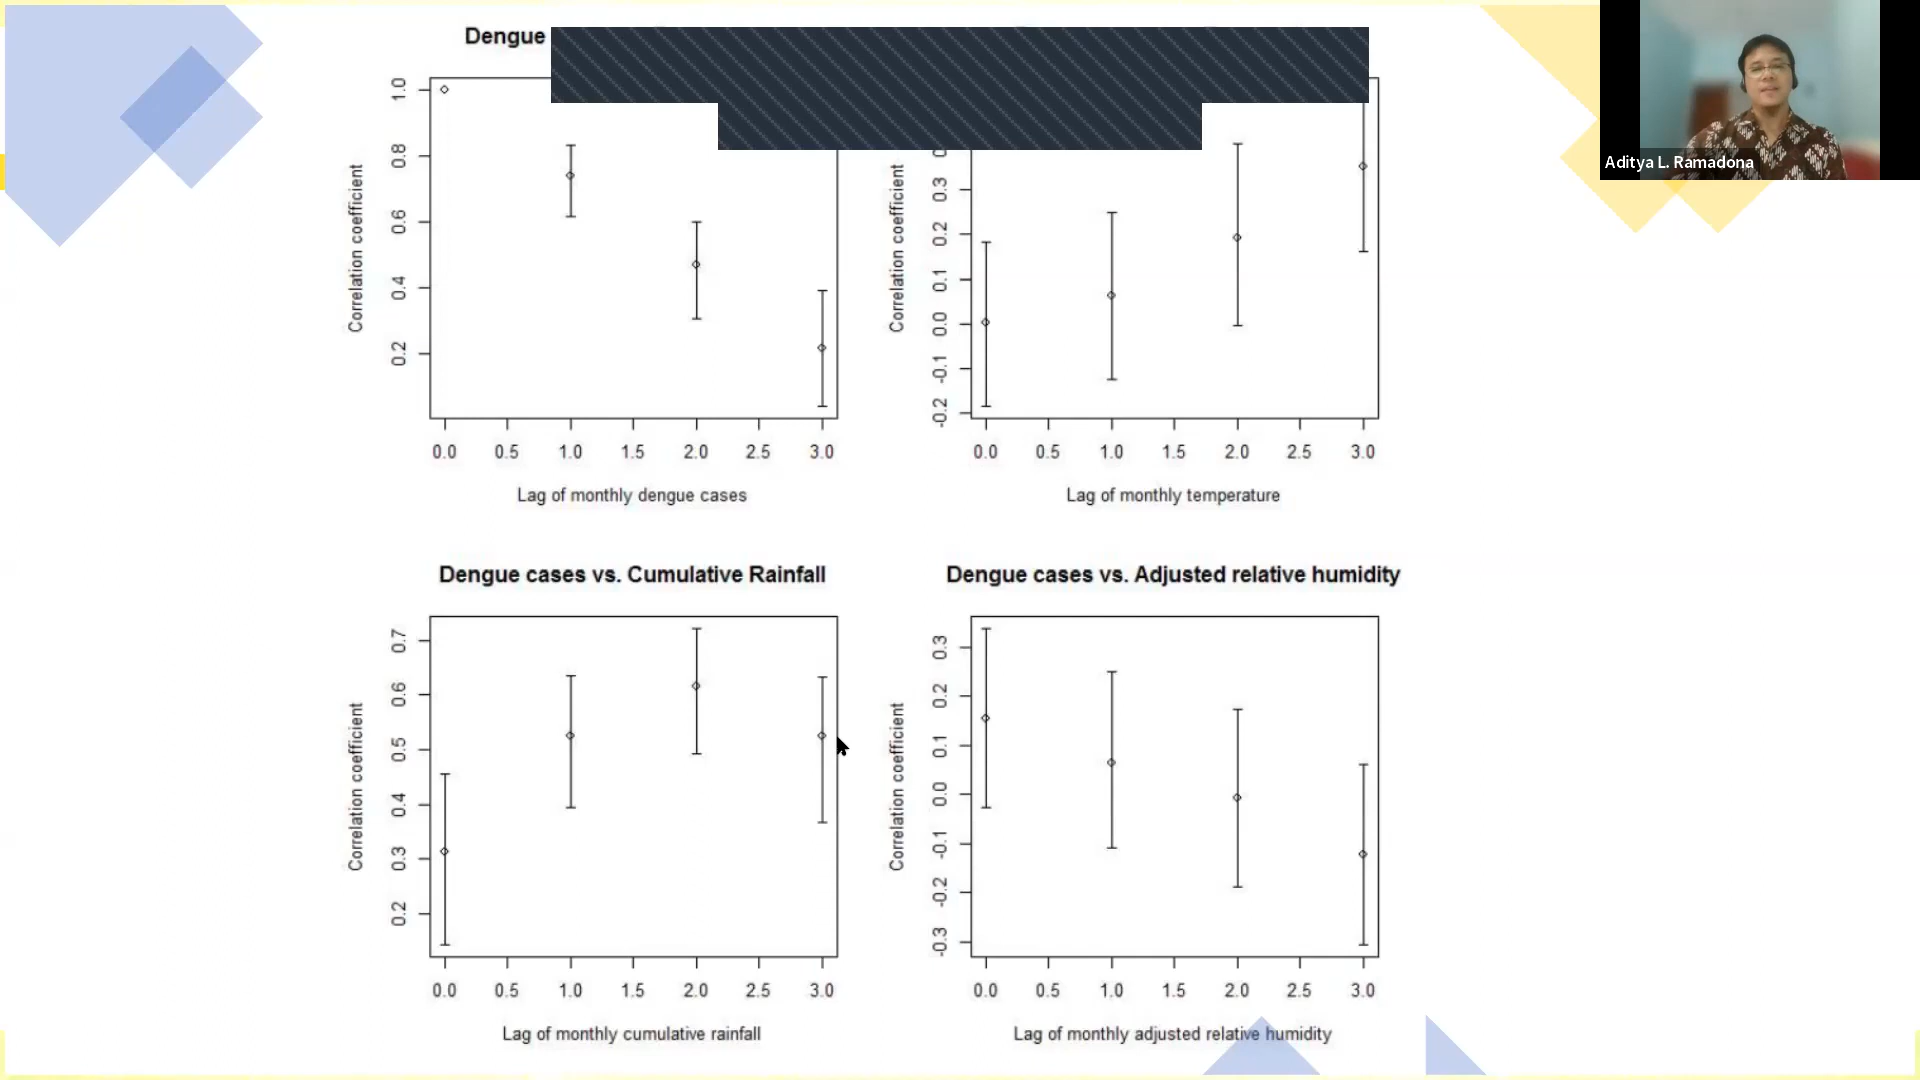 Dengue
Correlation coefficient
1.0
0.8
0.6
0.4
0.2
0.0 0.5 1.0 1.5 2.0 2.5 3.0
Lag of monthly dengue cases
Correlation coefficient
0.3
0.2
0.1
0.0
-0.1
-0.2
0.0 0.5 1.0 1.5 2.0 2.5 3.0
Lag of monthly temperature
Aditya L. Ramadona
Dengue cases vs. Cumulative Rainfall
Correlation coefficient
0.7
0.6
0.5
0.4
0.3
0.2
0.0 0.5 1.0 1.5 2.0 2.5 3.0
Lag of monthly cumulative rainfall
Dengue cases vs. Adjusted relative humidity
Correlation coefficient
0.3
0.2
0.1
0.0
-0.1
-0.2
-0.3
0.0 0.5 1.0 1.5 2.0 2.5 3.0
Lag of monthly adjusted relative humidity